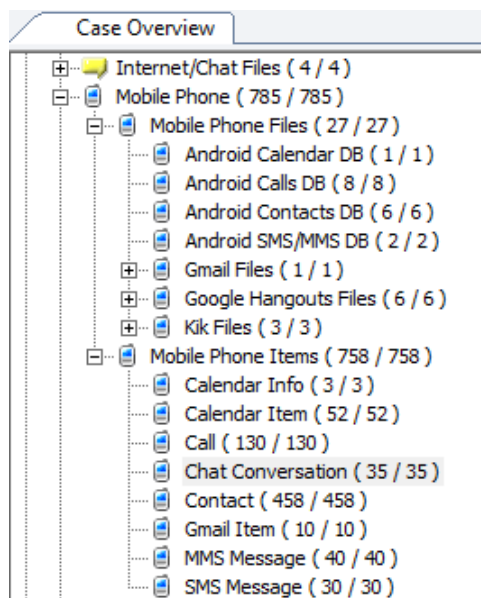 Case Overview
Internet/Chat Files ( 4 / 4 )
Mobile Phone ( 785 / 785 )
Mobile Phone Files ( 27 / 27 )
Android Calendar DB ( 1 / 1 )
Android Calls DB ( 8 / 8 )
Android Contacts DB ( 6 / 6 )
Android SMS/MMS DB ( 2 / 2 )
Gmail Files ( 1 / 1 )
Google Hangouts Files ( 6 / 6 )
Kik Files ( 3 / 3 )
Mobile Phone Items ( 758 / 758 )
Calendar Info ( 3 / 3 )
Calendar Item ( 52 / 52 )
Call ( 130 / 130 )
Chat Conversation ( 35 / 35 )
Contact ( 458 / 458 )
Gmail Item ( 10 / 10 )
MMS Message ( 40 / 40 )
SMS Message ( 30 / 30 )